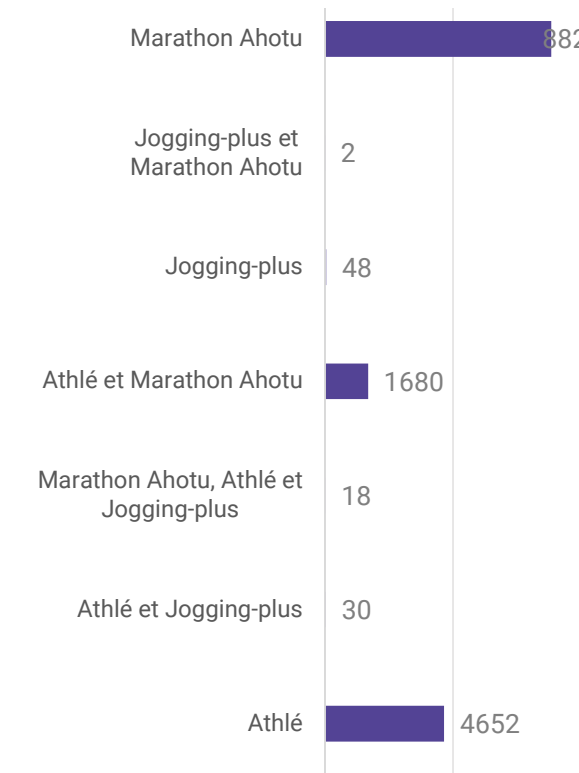 Marathon Ahotu
882
Jogging-plus et
Marathon Ahotu
2
Jogging-plus
48
Athlé et Marathon Ahotu
1680
Marathon Ahotu, Athlé et
Jogging-plus
18
Athlé et Jogging-plus
30
Athlé
4652